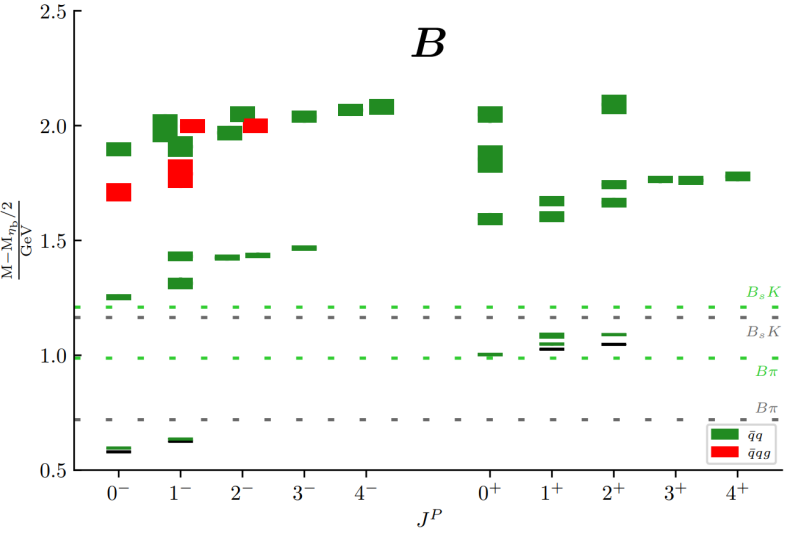 B
2.5
2.0
1.5
1.0
0.5
M−M_{η_b}/2
GeV
B_sK
B_sK
Bπ
Bπ
q̄q
q̄qg
0⁻ 1⁻ 2⁻ 3⁻ 4⁻ 0⁺ 1⁺ 2⁺ 3⁺ 4⁺
J^P